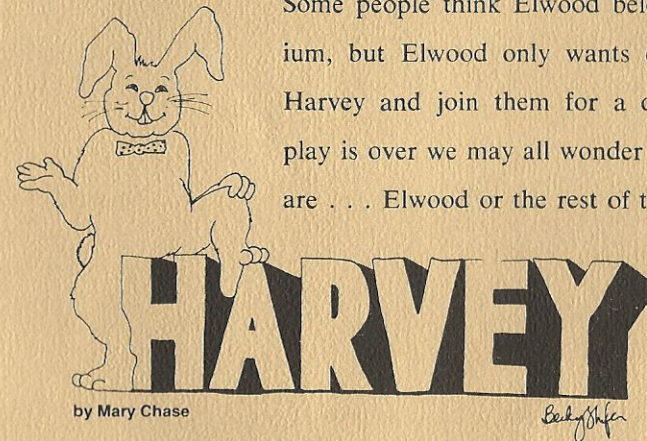 Some people think Elwood bel
ium, but Elwood only wants
Harvey and join them for a
play is over we may all wonder
are . . . Elwood or the rest of t
HARVEY
by Mary Chase